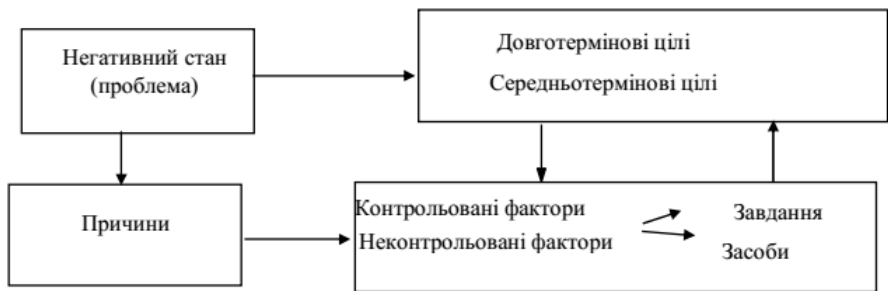 Негативний стан
(проблема)
Довготермінові цілі
Середньотермінові цілі
Причини
Контрольовані фактори
Неконтрольовані фактори
Завдання
Засоби